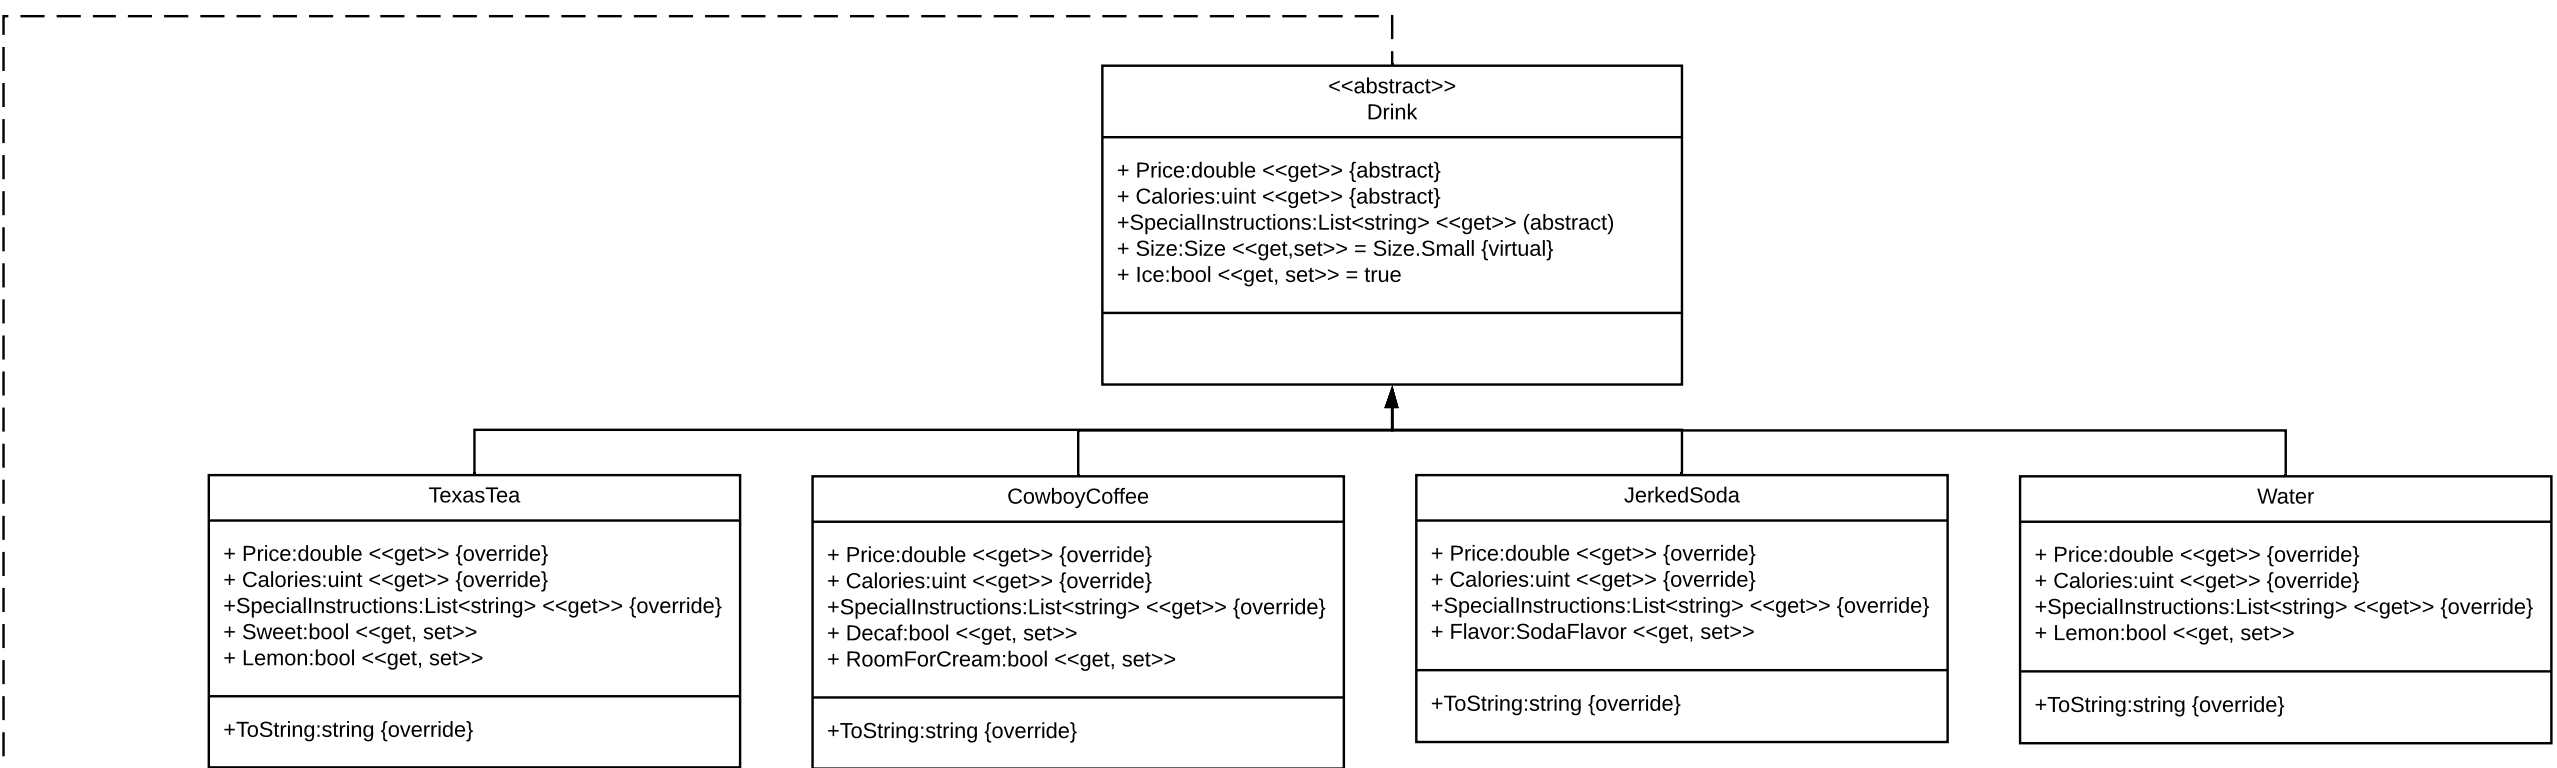 <<abstract>>
Drink
+ Price:double <<get>> {abstract}
+ Calories:uint <<get>> {abstract}
+SpecialInstructions:List<string> <<get>> (abstract)
+ Size:Size <<get,set>> = Size.Small {virtual}
+ Ice:bool <<get, set>> = true
TexasTea
+ Price:double <<get>> {override}
+ Calories:uint <<get>> {override}
+SpecialInstructions:List<string> <<get>> {override}
+ Sweet:bool <<get, set>>
+ Lemon:bool <<get, set>>
+ToString:string {override}
CowboyCoffee
+ Price:double <<get>> {override}
+ Calories:uint <<get>> {override}
+SpecialInstructions:List<string> <<get>> {override}
+ Decaf:bool <<get, set>>
+ RoomForCream:bool <<get, set>>
+ToString:string {override}
JerkedSoda
+ Price:double <<get>> {override}
+ Calories:uint <<get>> {override}
+SpecialInstructions:List<string> <<get>> {override}
+ Flavor:SodaFlavor <<get, set>>
+ToString:string {override}
Water
+ Price:double <<get>> {override}
+ Calories:uint <<get>> {override}
+SpecialInstructions:List<string> <<get>> {override}
+ Lemon:bool <<get, set>>
+ToString:string {override}